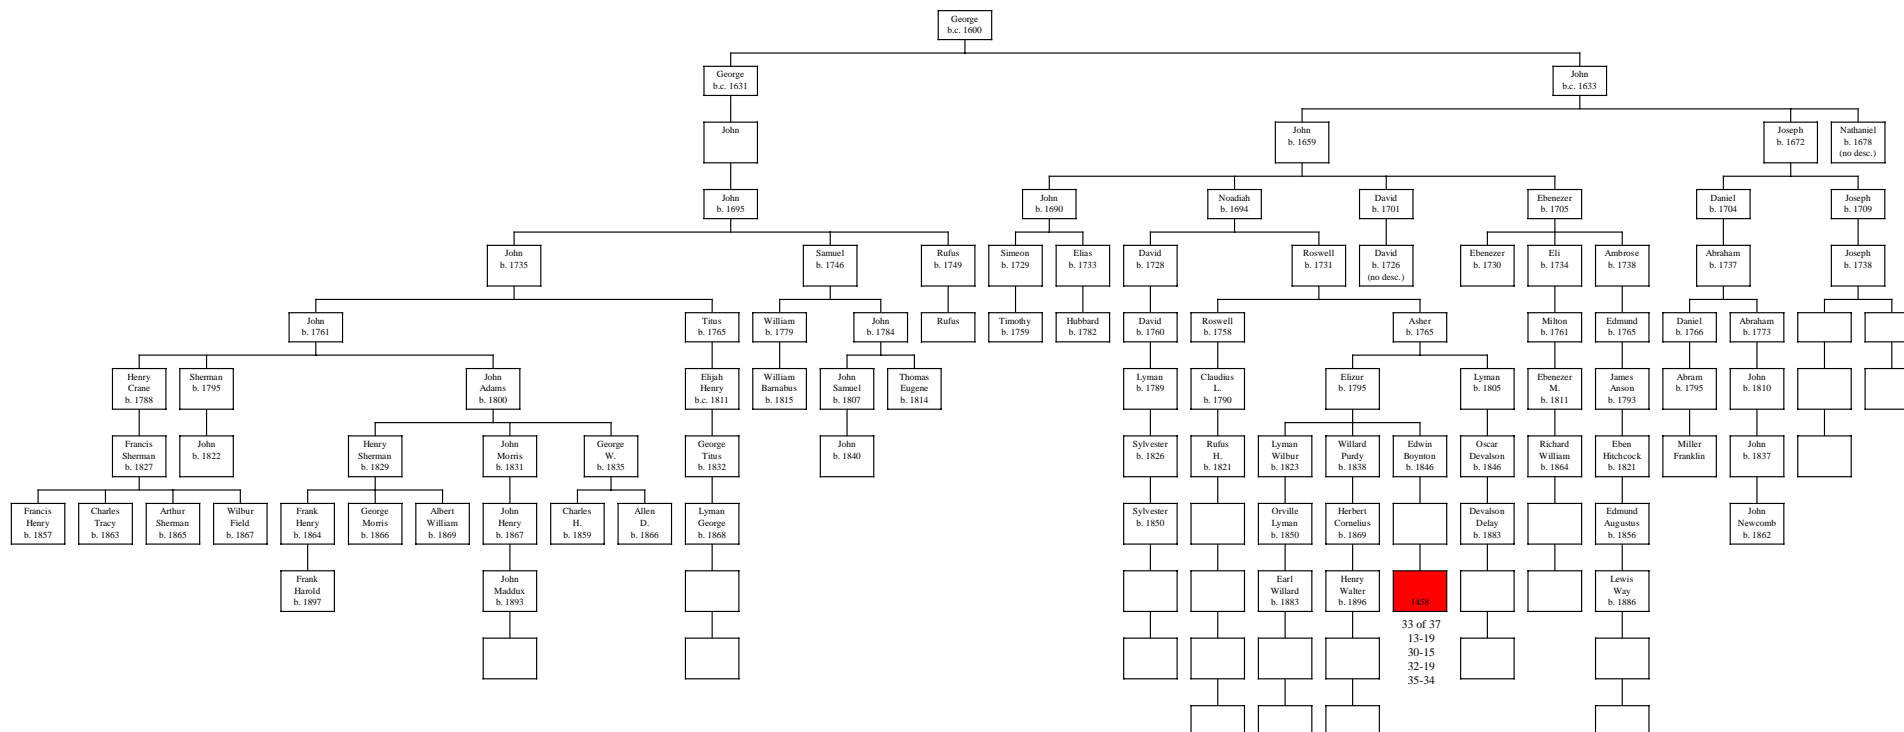 George
b.c. 1600
George
b.c. 1631
John
b.c. 1633
John
John
b. 1659
Joseph
b. 1672
Nathaniel
b. 1678
(no desc.)
John
b. 1695
John
b. 1690
Noadiah
b. 1694
David
b. 1701
Ebenezer
b. 1705
Daniel
b. 1704
Joseph
b. 1709
John
b. 1735
Samuel
b. 1746
Rufus
b. 1749
Simeon
b. 1729
Elias
b. 1733
David
b. 1728
Roswell
b. 1731
David
b. 1726
(no desc.)
Ebenezer
b. 1730
Eli
b. 1734
Ambrose
b. 1738
Abraham
b. 1737
Joseph
b. 1738
John
b. 1761
Titus
b. 1765
William
b. 1779
John
b. 1784
Rufus
Timothy
b. 1759
Hubbard
b. 1782
David
b. 1760
Roswell
b. 1758
Asher
b. 1765
Milton
b. 1761
Edmund
b. 1765
Daniel
b. 1766
Abraham
b. 1773
Henry
Crane
b. 1788
Sherman
b. 1795
John
Adams
b. 1800
Elijah
Henry
b.c. 1811
William
Barnabus
b. 1815
John
Samuel
b. 1807
Thomas
Eugene
b. 1814
Lyman
b. 1789
Claudius
L.
b. 1790
Elizur
b. 1795
Lyman
b. 1805
Ebenezer
M.
b. 1811
James
Anson
b. 1793
Abram
b. 1795
John
b. 1810
Francis
Sherman
b. 1827
John
b. 1822
Henry
Sherman
b. 1829
John
Morris
b. 1831
George
W.
b. 1835
George
Titus
b. 1832
John
b. 1840
Sylvester
b. 1826
Rufus
H.
b. 1821
Lyman
Wilbur
b. 1823
Willard
Purdy
b. 1838
Edwin
Boynton
b. 1846
Oscar
Devalson
b. 1846
Richard
William
b. 1864
Eben
Hitchcock
b. 1821
Miller
Franklin
John
b. 1837
Francis
Henry
b. 1857
Charles
Tracy
b. 1863
Arthur
Sherman
b. 1865
Wilbur
Field
b. 1867
Frank
Henry
b. 1864
George
Morris
b. 1866
Albert
William
b. 1869
John
Henry
b. 1867
Charles
H.
b. 1859
Allen
D.
b. 1866
Lyman
George
b. 1868
Sylvester
b. 1850
Orville
Lyman
b. 1850
Herbert
Cornelius
b. 1869
Devalson
Delay
b. 1883
Edmund
Augustus
b. 1856
John
Newcomb
b. 1862
Frank
Harold
b. 1897
John
Maddux
b. 1893
Earl
Willard
b. 1883
Henry
Walter
b. 1896
1458
Lewis
Way
b. 1886
33 of 37
13-19
30-15
32-19
35-34